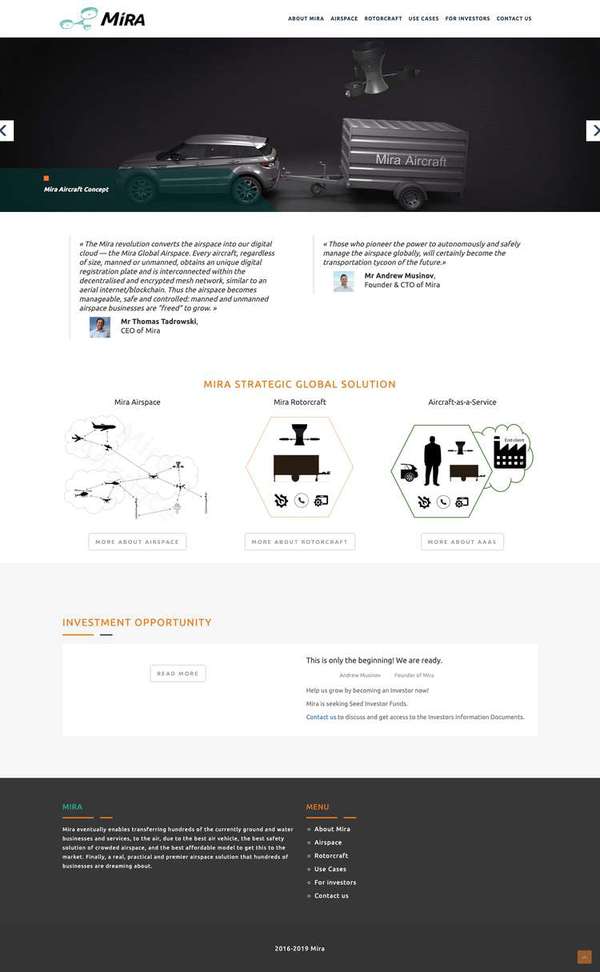 MiRA
ABOUT MIRA AIRSPACE ROTORCRAFT USE CASES FOR INVESTORS CONTACT US
Mira Aircraft
Mira Aircraft Concept
« The Mira revolution converts the airspace into our digital
cloud — the Mira Global Airspace. Every aircraft, regardless
of size, manned or unmanned, obtains an unique digital
registration plate and is interconnected within the
decentralised and encrypted mesh network, similar to an
aerial internet/blockchain. Thus the airspace becomes
manageable, safe and controlled: manned and unmanned
airspace businesses are "freed" to grow. »
Mr Thomas Tadrowski,
CEO of Mira
« Those who pioneer the power to autonomously and safely
manage the airspace globally, will certainly become the
transportation tycoon of the future.»
Mr Andrew Musinov,
Founder & CTO of Mira
MIRA STRATEGIC GLOBAL SOLUTION
Mira Airspace
Mira Rotorcraft
Aircraft-as-a-Service
End-client
MORE ABOUT AIRSPACE
MORE ABOUT ROTORCRAFT
MORE ABOUT AAAS
INVESTMENT OPPORTUNITY
READ MORE
This is only the beginning! We are ready.
Andrew Musinov Founder of Mira
Help us grow by becoming an Investor now!
Mira is seeking Seed Investor Funds.
Contact us to discuss and get access to the Investors Information Documents.
MIRA
Mira eventually enables transferring hundreds of the currently ground and water
businesses and services, to the air, due to the best air vehicle, the best safety
solution of crowded airspace, and the best affordable model to get this to the
market. Finally, a real, practical and premier airspace solution that hundreds of
businesses are dreaming about.
MENU
About Mira
Airspace
Rotorcraft
Use Cases
For investors
Contact us
2016-2019 Mira